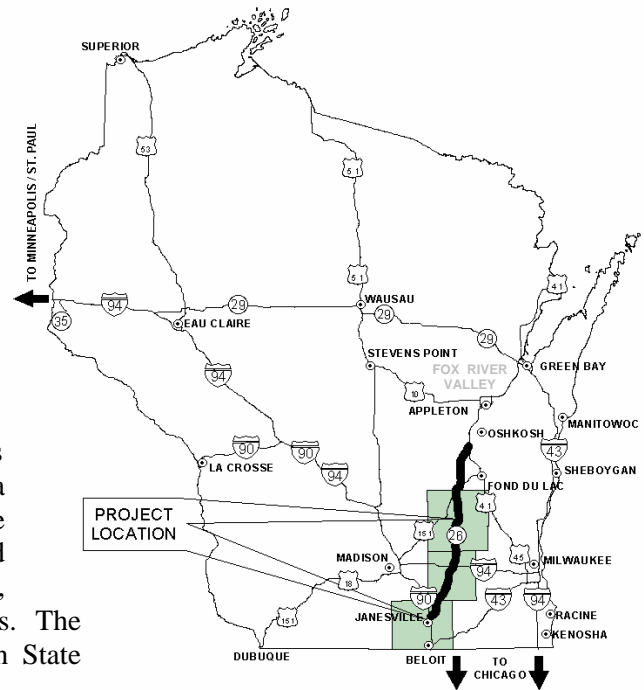 SUPERIOR
TO MINNEAPOLIS / ST. PAUL
53
51
51
41
94
29
WAUSAU
35
EAU CLAIRE
29
29
STEVENS POINT
GREEN BAY
FOX RIVER
VALLEY
94
10
APPLETON
MANITOWOC
OSHKOSH
43
90
90
LA CROSSE
94
SHEBOYGAN
FOND DU LAC
41
PROJECT
LOCATION
151
26
45
MADISON
94
MILWAUKEE
18
90
43
94
JANESVILLE
RACINE
151
KENOSHA
DUBUQUE
BELOIT
TO
CHICAGO
s
a
e
d
,
s. The
n State